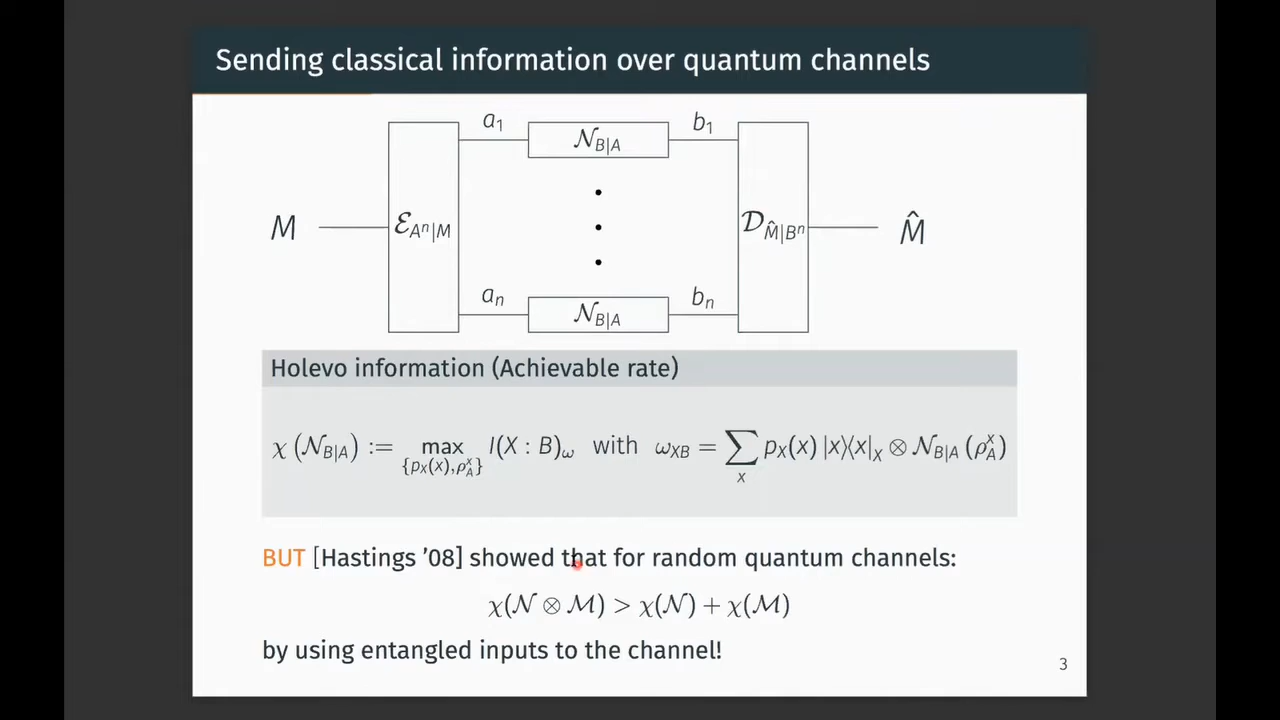 Sending classical information over quantum channels
a₁ 𝒩_{B|A} b₁
M ℰ_{Aⁿ|M} 𝒟_{M̂|Bⁿ} M̂
aₙ 𝒩_{B|A} bₙ
Holevo information (Achievable rate)
χ(𝒩_{B|A}) := max_{{p_X(x),ρ_A^x}} I(X : B)_ω with ω_{XB} = ∑_x p_X(x) |x⟩⟨x|_X ⊗ 𝒩_{B|A}(ρ_A^x)
BUT [Hastings ’08] showed that for random quantum channels:
χ(𝒩 ⊗ ℳ) > χ(𝒩) + χ(ℳ)
by using entangled inputs to the channel!
3